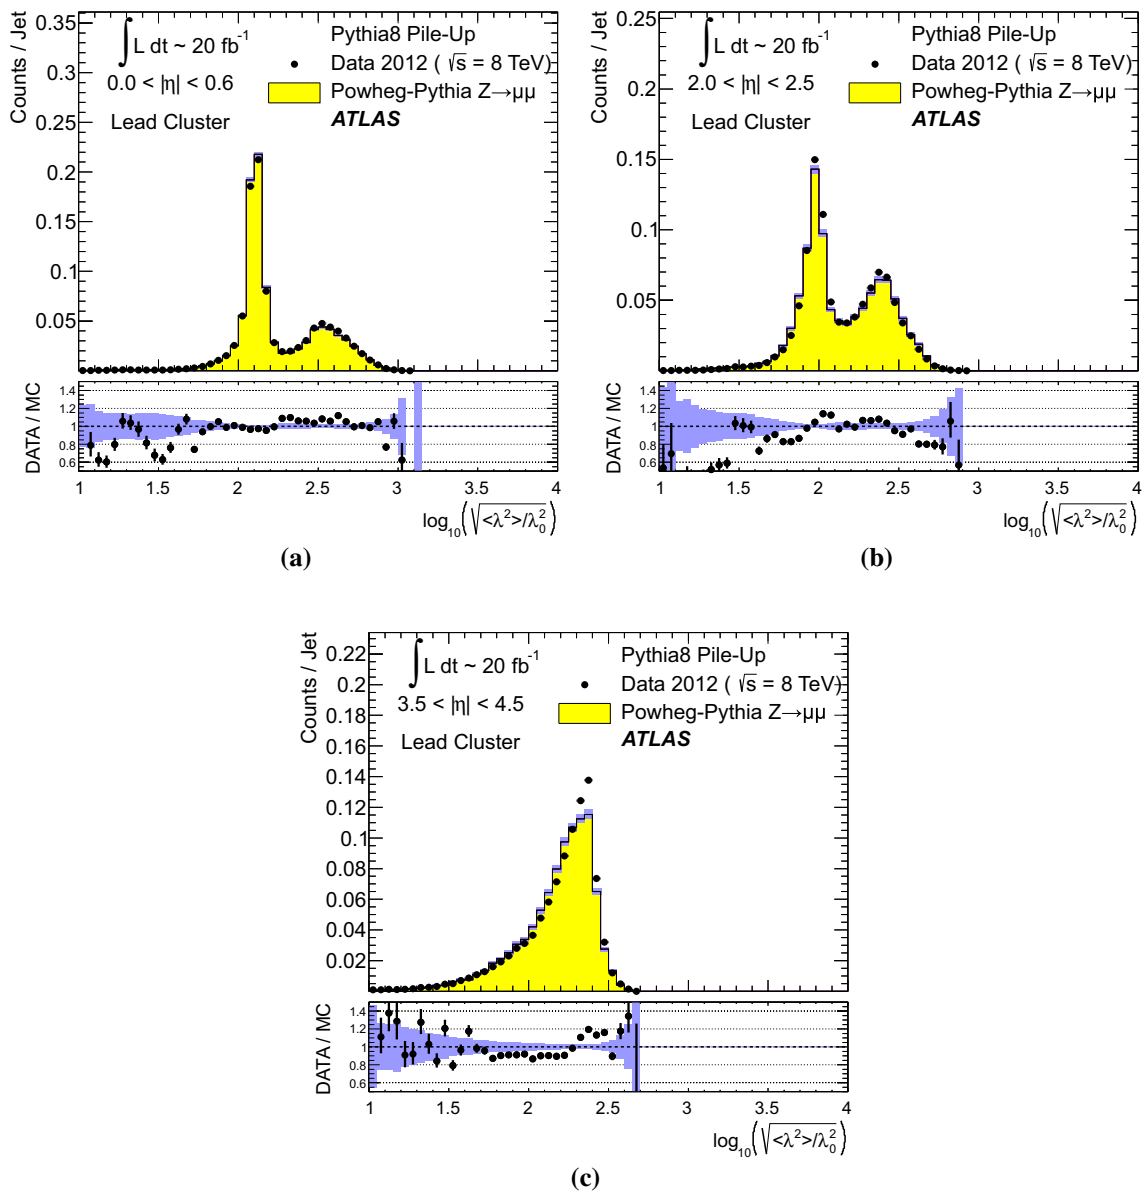 Counts / Jet
0.35
0.3
0.25
0.2
0.15
0.1
0.05
∫L dt ~ 20 fb⁻¹
0.0 < |η| < 0.6
Lead Cluster
Pythia8 Pile-Up
Data 2012 ( √s = 8 TeV)
Powheg-Pythia Z→μμ
ATLAS
DATA / MC
1.4
1.2
1
0.8
0.6
1 1.5 2 2.5 3 3.5 4
log₁₀(√<λ²>/λ₀²)
(a)
Counts / Jet
0.25
0.2
0.15
0.1
0.05
∫L dt ~ 20 fb⁻¹
2.0 < |η| < 2.5
Lead Cluster
Pythia8 Pile-Up
Data 2012 ( √s = 8 TeV)
Powheg-Pythia Z→μμ
ATLAS
DATA / MC
1.4
1.2
1
0.8
0.6
1 1.5 2 2.5 3 3.5 4
log₁₀(√<λ²>/λ₀²)
(b)
Counts / Jet
0.22
0.2
0.18
0.16
0.14
0.12
0.1
0.08
0.06
0.04
0.02
∫L dt ~ 20 fb⁻¹
3.5 < |η| < 4.5
Lead Cluster
Pythia8 Pile-Up
Data 2012 ( √s = 8 TeV)
Powheg-Pythia Z→μμ
ATLAS
DATA / MC
1.4
1.2
1
0.8
0.6
1 1.5 2 2.5 3 3.5 4
log₁₀(√<λ²>/λ₀²)
(c)